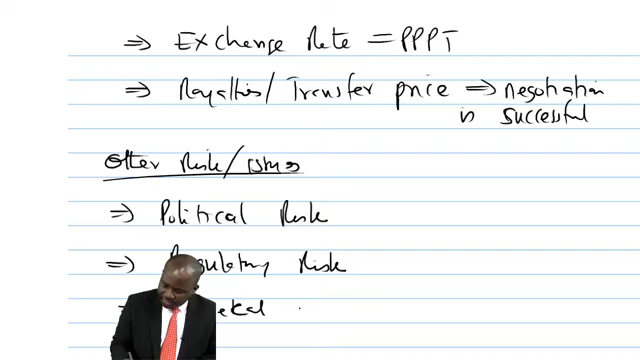 ⇒ Exchange Rate = PPPT
⇒ Royalties/Transfer price ⇒ Negotiation
is successful
Other Risk/issues
⇒ Political Risk
⇒ Regulatory Risk
⇒